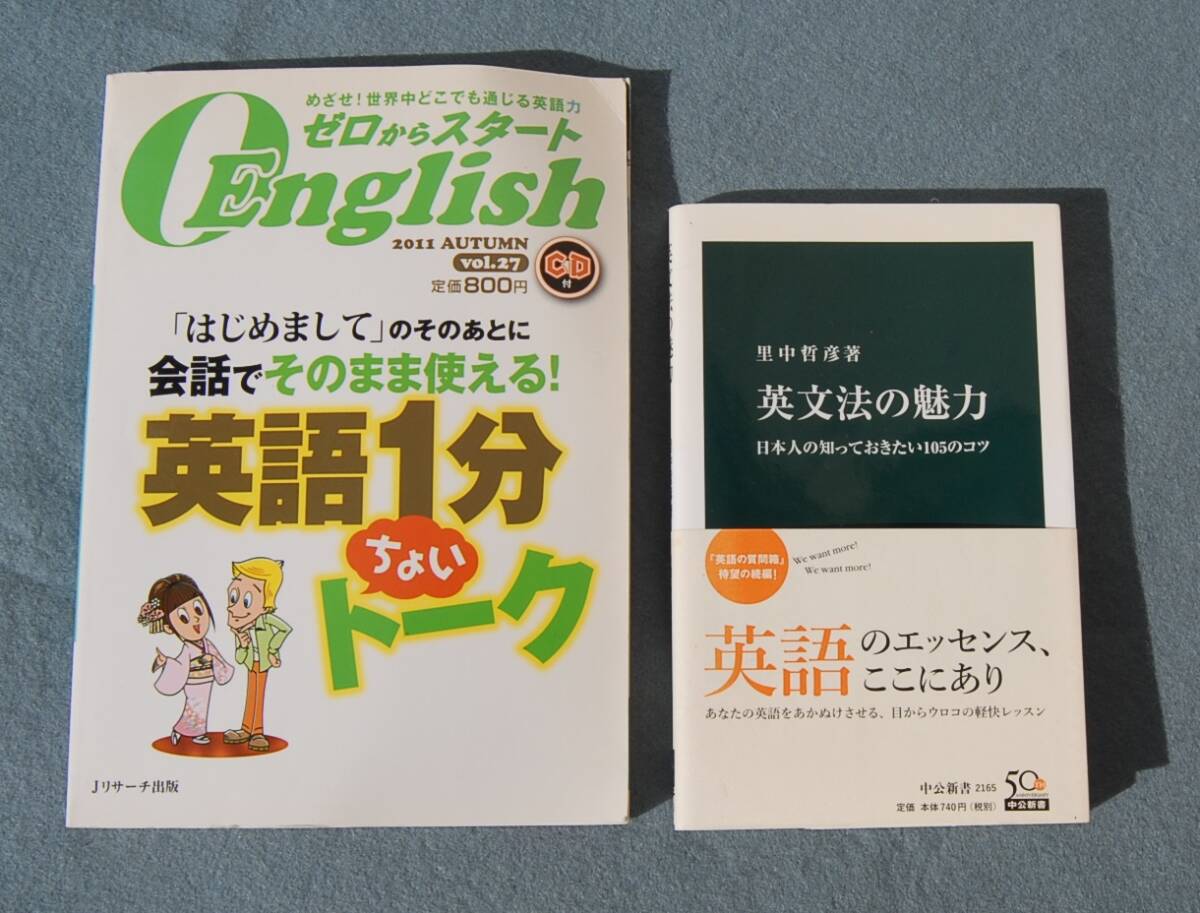 めざせ!世界中どこでも通じる英語力
ゼロからスタート
0 English
2011 AUTUMN
vol.27
CD付
定価800円
「はじめまして」のそのあとに
会話でそのまま使える!
英語1分
ちょい
トーク
Jリサーチ出版
里中哲彦著
英文法の魅力
日本人の知っておきたい105のコツ
『英語の質問箱』
待望の続編!
We want more!
We want more!
英語のエッセンス、
ここにあり
あなたの英語をあかぬけさせる、目からウロコの軽快レッスン
中公新書 2165
定価 本体740円(税別)
50
ANNIVERSARY
中公新書